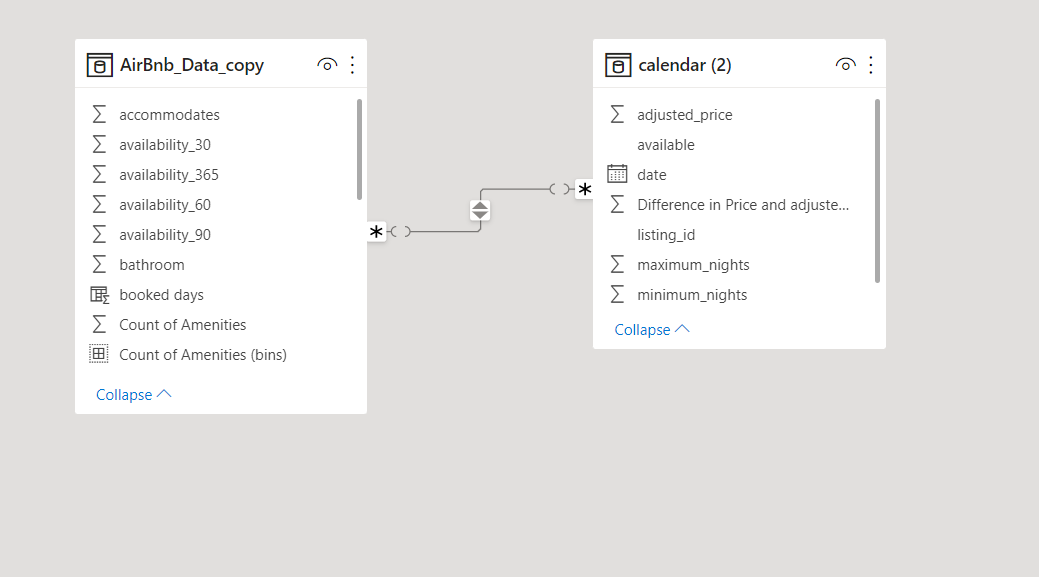 AirBnb_Data_copy
accommodates
availability_30
availability_365
availability_60
availability_90
bathroom
booked days
Count of Amenities
Count of Amenities (bins)
Collapse
calendar (2)
adjusted_price
available
date
Difference in Price and adjuste...
listing_id
maximum_nights
minimum_nights
Collapse